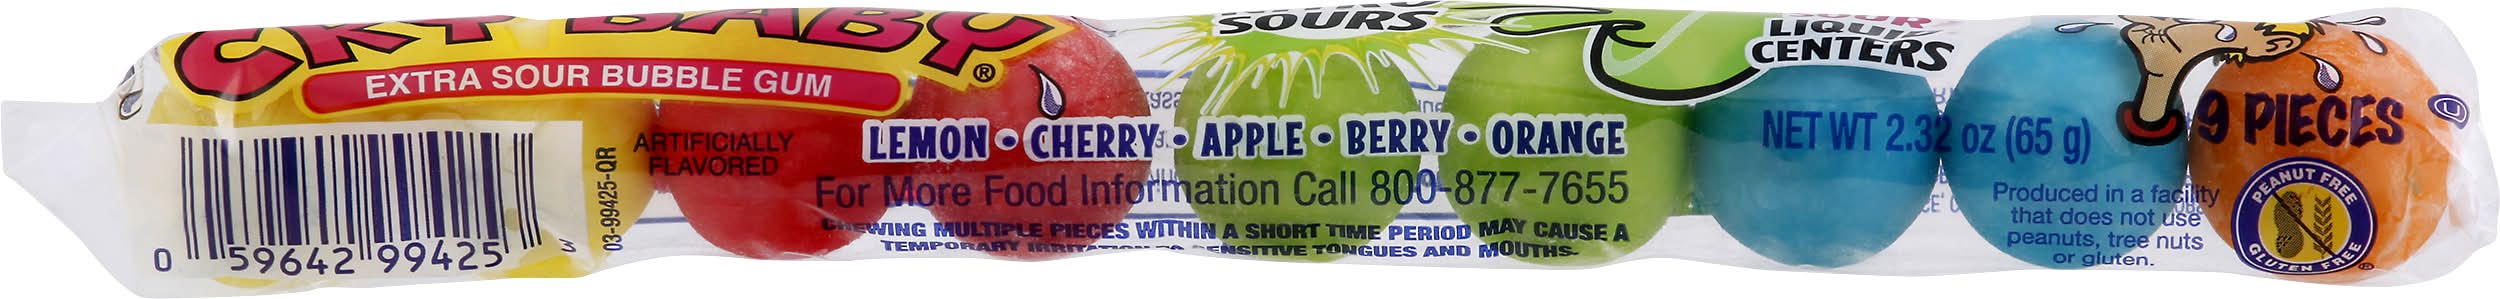 CRY BABY®
EXTRA SOUR BUBBLE GUM
NITRO
SOURS
SOUR
LIQUID
CENTERS
ARTIFICIALLY
FLAVORED
LEMON • CHERRY • APPLE • BERRY • ORANGE
For More Food Information Call 800-877-7655
CHEWING MULTIPLE PIECES WITHIN A SHORT TIME PERIOD MAY CAUSE A
TEMPORARY IRRITATION TO SENSITIVE TONGUES AND MOUTHS.
03-99425-QR
0 59642 99425
NET WT 2.32 oz (65 g)
9 PIECES
U
Produced in a facility
that does not use
peanuts, tree nuts
or gluten.
PEANUT FREE
GLUTEN FREE®